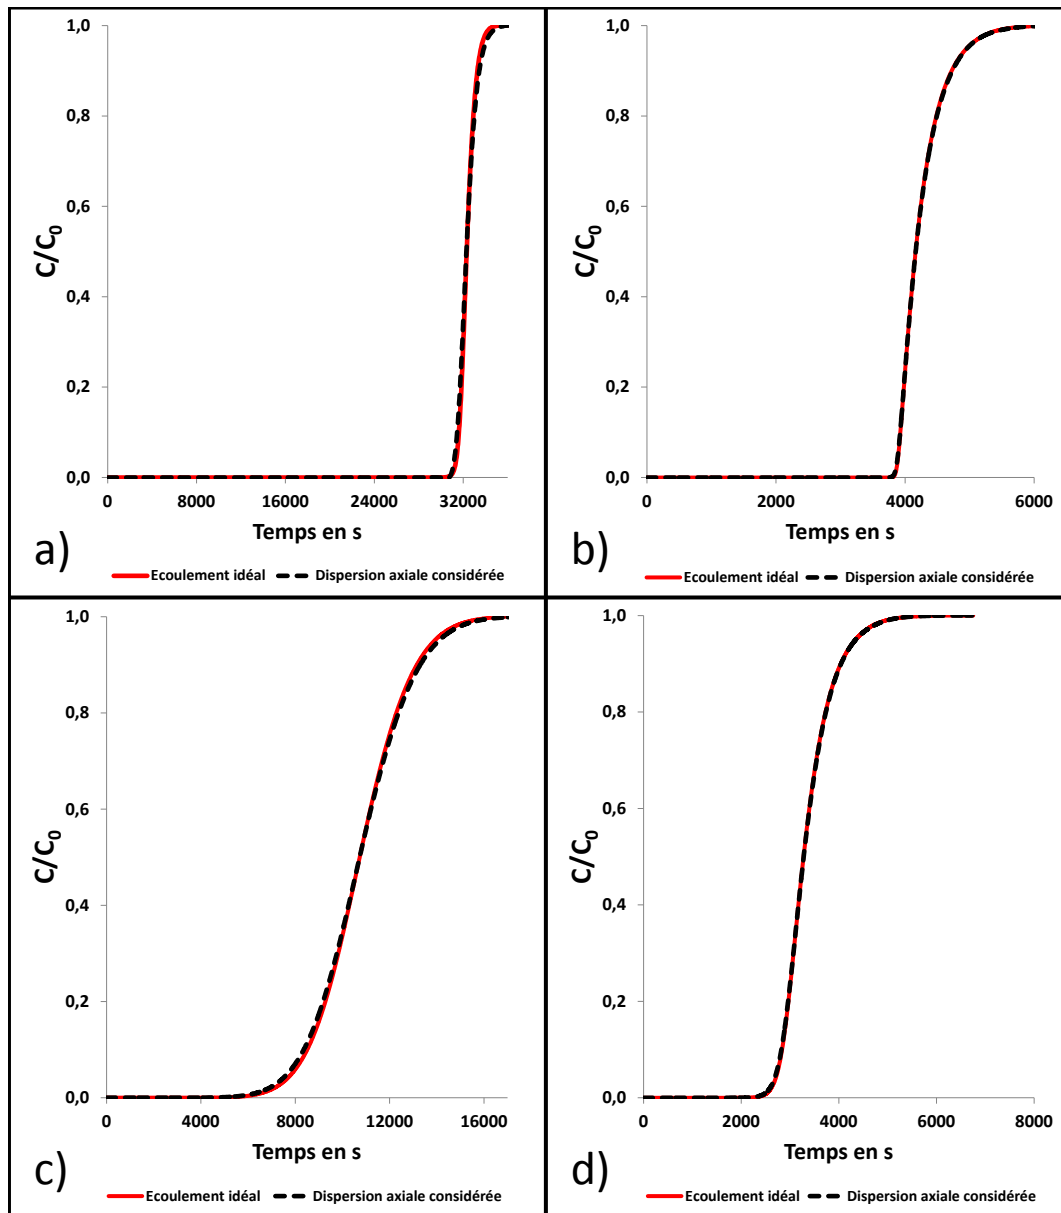 1,0
0,8
0,6
0,4
0,2
0,0
C/C0
0 8000 16000 24000 32000
Temps en s
a)
Ecoulement idéal Dispersion axiale considérée
1,0
0,8
0,6
0,4
0,2
0,0
C/C0
0 2000 4000 6000
Temps en s
b)
Ecoulement idéal Dispersion axiale considérée
1,0
0,8
0,6
0,4
0,2
0,0
C/C0
0 4000 8000 12000 16000
Temps en s
c)
Ecoulement idéal Dispersion axiale considérée
1,0
0,8
0,6
0,4
0,2
0,0
C/C0
0 2000 4000 6000 8000
Temps en s
d)
Ecoulement idéal Dispersion axiale considérée